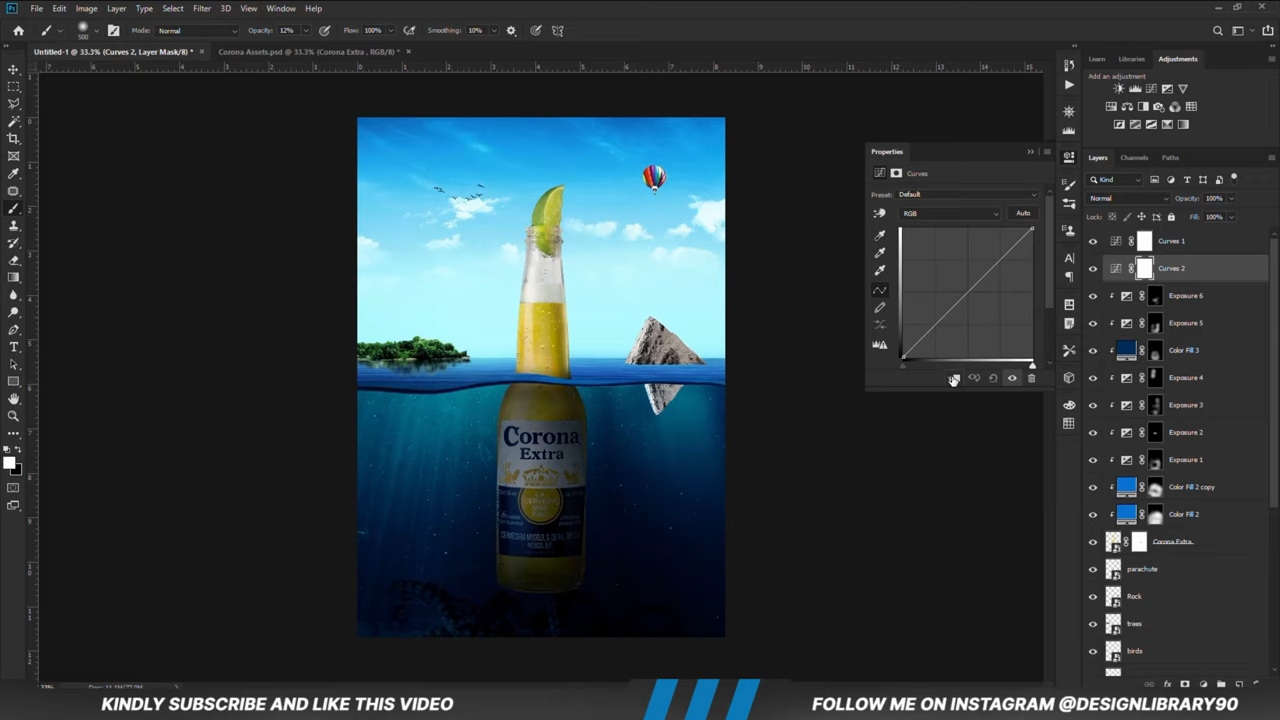 File Edit Image Layer Type Select Filter 3D View Window Help
Mode: Normal Opacity: 12% Flow: 100% Smoothing: 10%
500
Untitled-1 @ 33.3% (Curves 2, Layer Mask/8) * × Corona Assets.psd @ 33.3% (Corona Extra , RGB/8) * ×
Learn Libraries Adjustments
Add an adjustment
Properties
Curves
Preset: Default
RGB Auto
Layers Channels Paths
Kind
Normal Opacity: 100%
Lock: Fill: 100%
Curves 1
Curves 2
Exposure 6
Exposure 5
Color Fill 3
Exposure 4
Exposure 3
Exposure 2
Exposure 1
Color Fill 2 copy
Color Fill 2
Corona Extra
parachute
Rock
trees
birds
Corona
Extra
LA
CERVEZA
MAS
FINA
KINDLY SUBSCRIBE AND LIKE THIS VIDEO
FOLLOW ME ON INSTAGRAM @DESIGNLIBRARY90